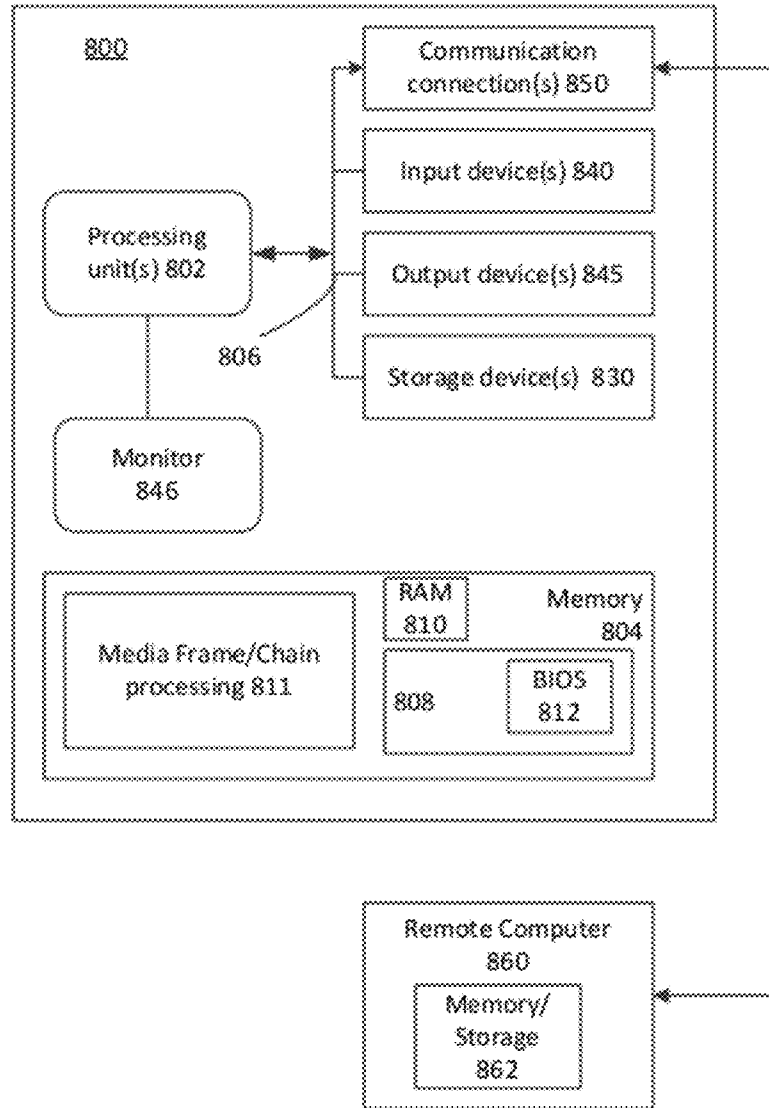 800
Communication
connection(s) 850
Input device(s) 840
Processing
unit(s) 802
Output device(s) 845
806
Storage device(s) 830
Monitor
846
RAM
810
Memory
804
Media Frame/Chain
processing 811
808
BIOS
812
Remote Computer
860
Memory/
Storage
862